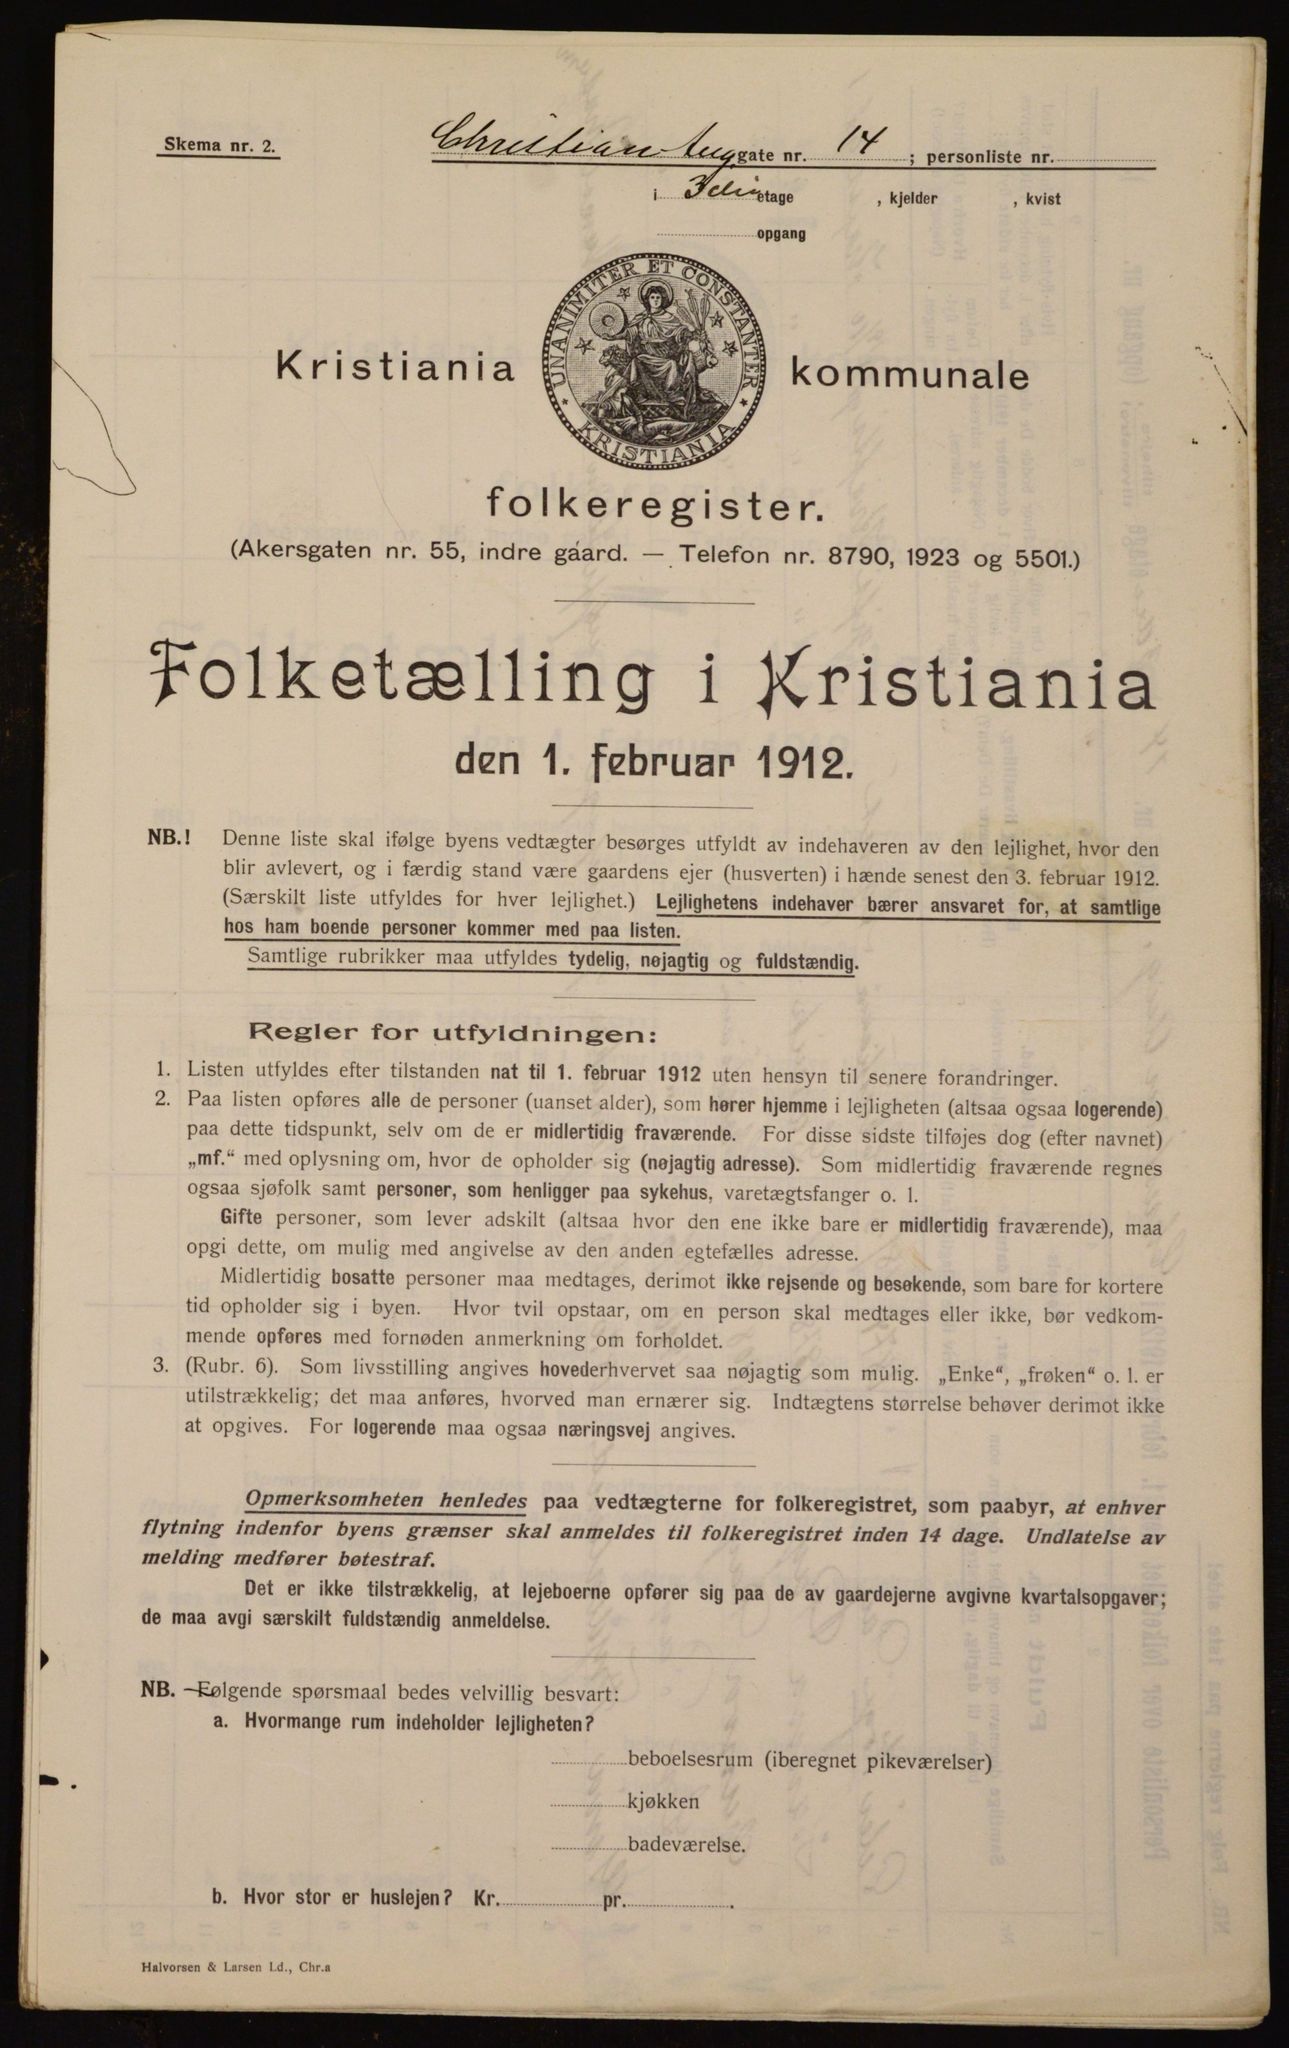 Skema nr. 2.
Christian Aug gate nr. 14 ; personliste nr.
i 3die etage , kjelder , kvist
opgang
UNANIMITER ET CONSTANTER
KRISTIANIA
Kristiania kommunale
folkeregister.
(Akersgaten nr. 55, indre gaard. — Telefon nr. 8790, 1923 og 5501.)
Folketælling i Kristiania
den 1. februar 1912.
NB.! Denne liste skal ifølge byens vedtægter besørges utfyldt av indehaveren av den lejlighet, hvor den
blir avlevert, og i færdig stand være gaardens ejer (husverten) i hænde senest den 3. februar 1912.
(Særskilt liste utfyldes for hver lejlighet.) Lejlighetens indehaver bærer ansvaret for, at samtlige
hos ham boende personer kommer med paa listen.
Samtlige rubrikker maa utfyldes tydelig, nøjagtig og fuldstændig.
Regler for utfyldningen:
1. Listen utfyldes efter tilstanden nat til 1. februar 1912 uten hensyn til senere forandringer.
2. Paa listen opføres alle de personer (uanset alder), som hører hjemme i lejligheten (altsaa ogsaa logerende)
paa dette tidspunkt, selv om de er midlertidig fraværende. For disse sidste tilføjes dog (efter navnet)
„mf.“ med oplysning om, hvor de opholder sig (nøjagtig adresse). Som midlertidig fraværende regnes
ogsaa sjøfolk samt personer, som henligger paa sykehus, varetægtsfanger o. l.
Gifte personer, som lever adskilt (altsaa hvor den ene ikke bare er midlertidig fraværende), maa
opgi dette, om mulig med angivelse av den anden egtefælles adresse.
Midlertidig bosatte personer maa medtages, derimot ikke rejsende og besøkende, som bare for kortere
tid opholder sig i byen. Hvor tvil opstaar, om en person skal medtages eller ikke, bør vedkom-
mende opføres med fornøden anmerkning om forholdet.
3. (Rubr. 6). Som livsstilling angives hovederhvervet saa nøjagtig som mulig. „Enke“, „frøken“ o. l. er
utilstrækkelig; det maa anføres, hvorved man ernærer sig. Indtægtens størrelse behøver derimot ikke
at opgives. For logerende maa ogsaa næringsvej angives.
Opmerksomheten henledes paa vedtægterne for folkeregistret, som paabyr, at enhver
flytning indenfor byens grænser skal anmeldes til folkeregistret inden 14 dage. Undlatelse av
melding medfører bøtestraf.
Det er ikke tilstrækkelig, at lejeboerne opfører sig paa de av gaardejerne avgivne kvartalsopgaver;
de maa avgi særskilt fuldstændig anmeldelse.
NB. Følgende spørsmaal bedes velvillig besvart:
a. Hvormange rum indeholder lejligheten?
beboelsesrum (iberegnet pikeværelser)
kjøkken
badeværelse.
b. Hvor stor er huslejen? Kr. pr. .
Halvorsen & Larsen Ld., Chr.a